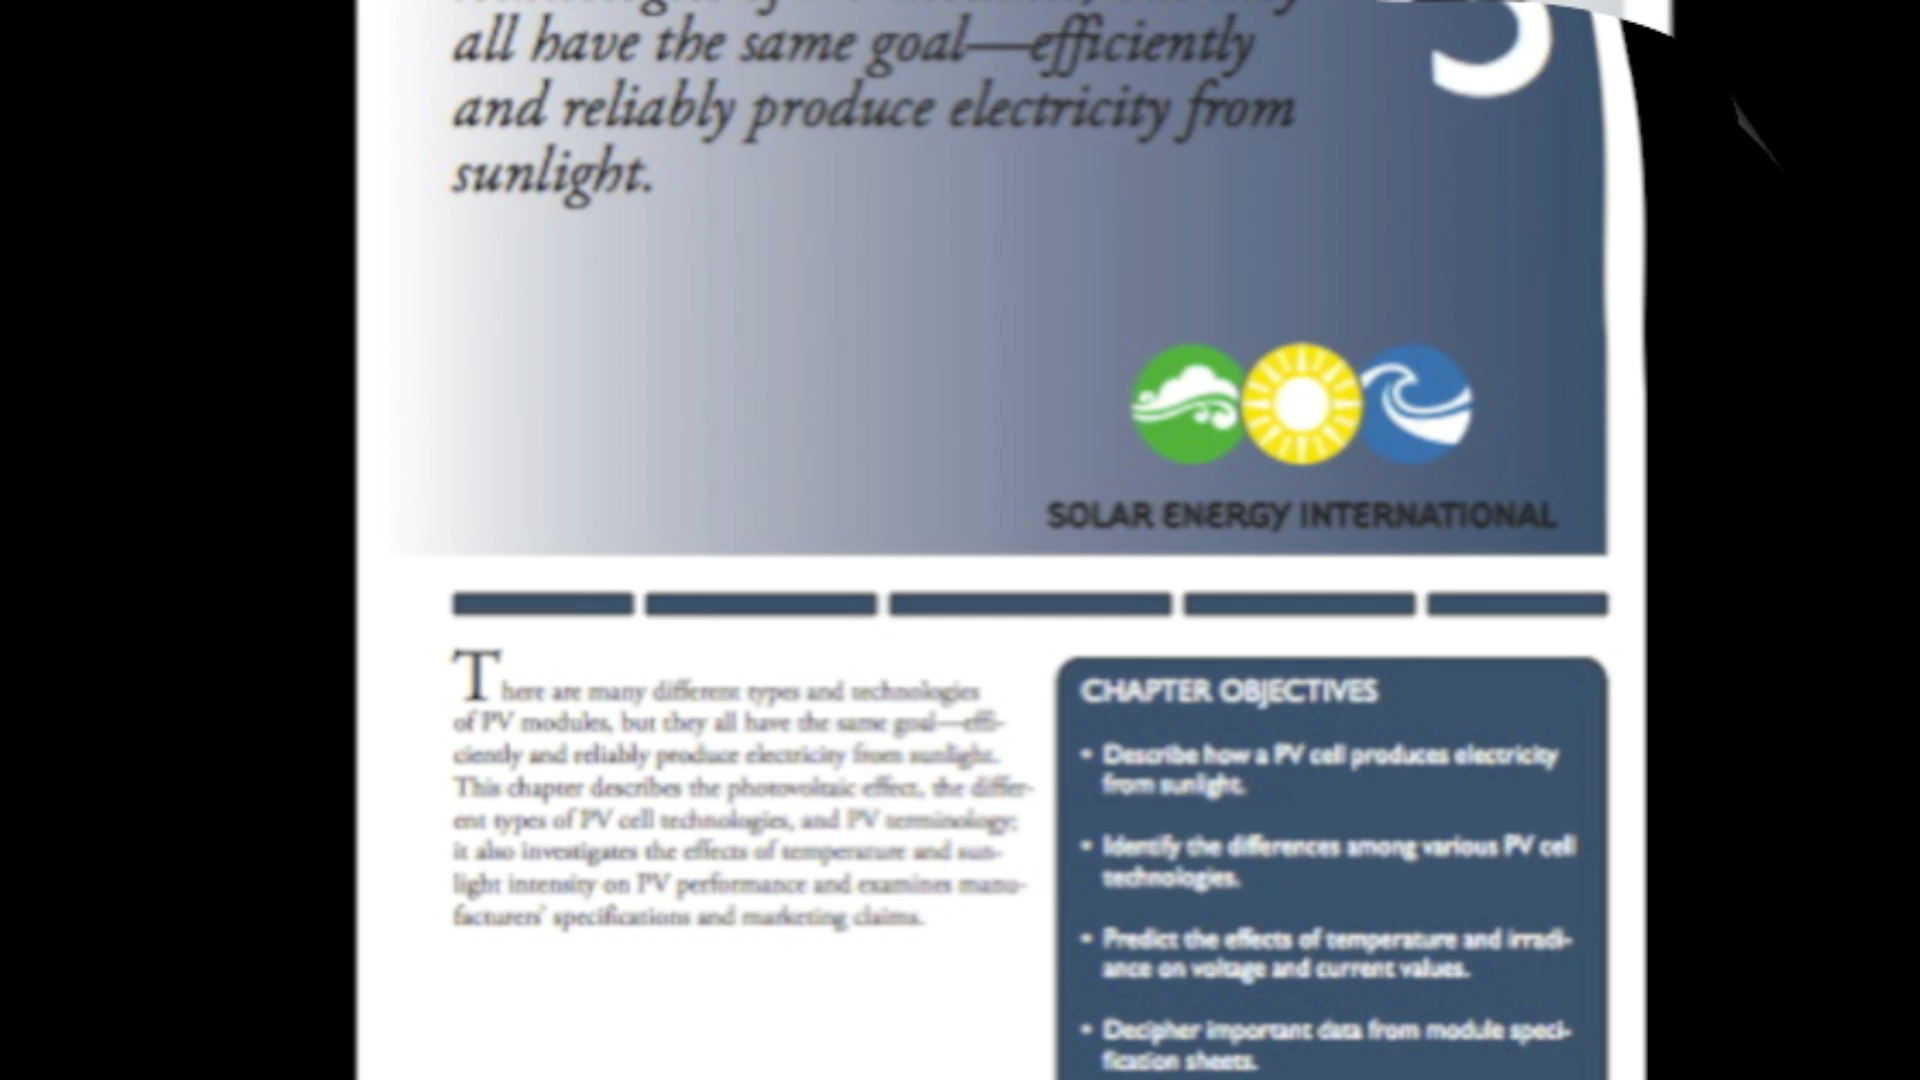 all have the same goal—efficiently
and reliably produce electricity from
sunlight.
SOLAR ENERGY INTERNATIONAL
There are many different types and technologies
of PV modules, but they all have the same goal—effi-
ciently and reliably produce electricity from sunlight.
This chapter describes the photovoltaic effect, the differ-
ent types of PV cell technologies, and PV terminology;
it also investigates the effects of temperature and sun-
light intensity on PV performance and examines manu-
facturers' specifications and marketing claims.
CHAPTER OBJECTIVES
• Describe how a PV cell produces electricity
from sunlight.
• Identify the differences among various PV cell
technologies.
• Predict the effects of temperature and irradi-
ance on voltage and current values.
• Decipher important data from module speci-
fication sheets.